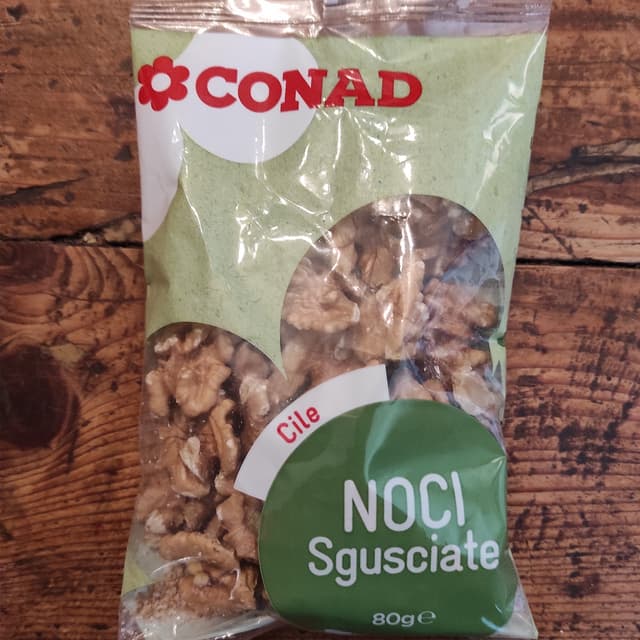 CONAD
Cile
NOCI
Sgusciate
80g℮